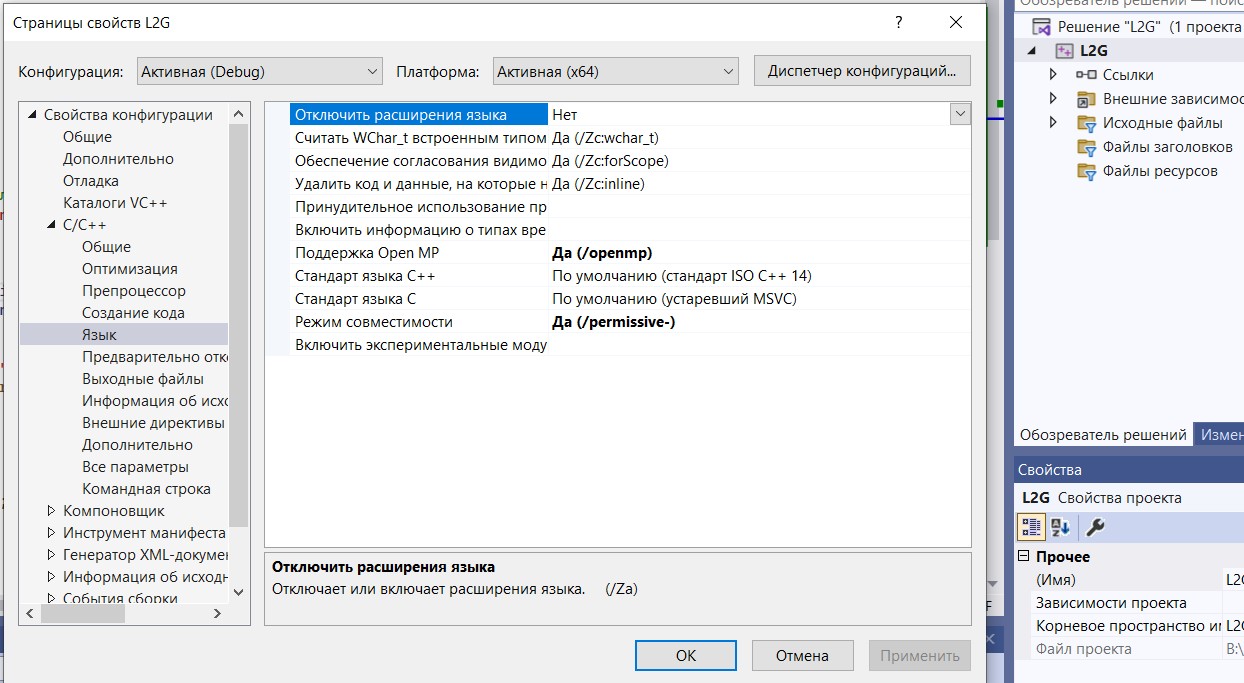 Страницы свойств L2G
?
Конфигурация: Активная (Debug) Платформа: Активная (x64) Диспетчер конфигураций...
Свойства конфигурации
Общие
Дополнительно
Отладка
Каталоги VC++
C/C++
Общие
Оптимизация
Препроцессор
Создание кода
Язык
Предварительно отко
Выходные файлы
Информация об исхо
Внешние директивы
Дополнительно
Все параметры
Командная строка
Компоновщик
Инструмент манифеста
Генератор XML-докумен
Информация об исходн
События сборки
Отключить расширения языка Нет
Считать WChar_t встроенным типом Да (/Zc:wchar_t)
Обеспечение согласования видимо Да (/Zc:forScope)
Удалить код и данные, на которые н Да (/Zc:inline)
Принудительное использование пр
Включить информацию о типах вре
Поддержка Open MP Да (/openmp)
Стандарт языка C++ По умолчанию (стандарт ISO C++ 14)
Стандарт языка C По умолчанию (устаревший MSVC)
Режим совместимости Да (/permissive-)
Включить экспериментальные моду
Отключить расширения языка
Отключает или включает расширения языка. (/Za)
OK Отмена Применить
Обозреватель решений — поис
Решение "L2G" (1 проекта
L2G
Ссылки
Внешние зависимос
Исходные файлы
Файлы заголовков
Файлы ресурсов
Обозреватель решений Измен
Свойства
L2G Свойства проекта
Прочее
(Имя) L2G
Зависимости проекта
Корневое пространство им L2G
Файл проекта B:\